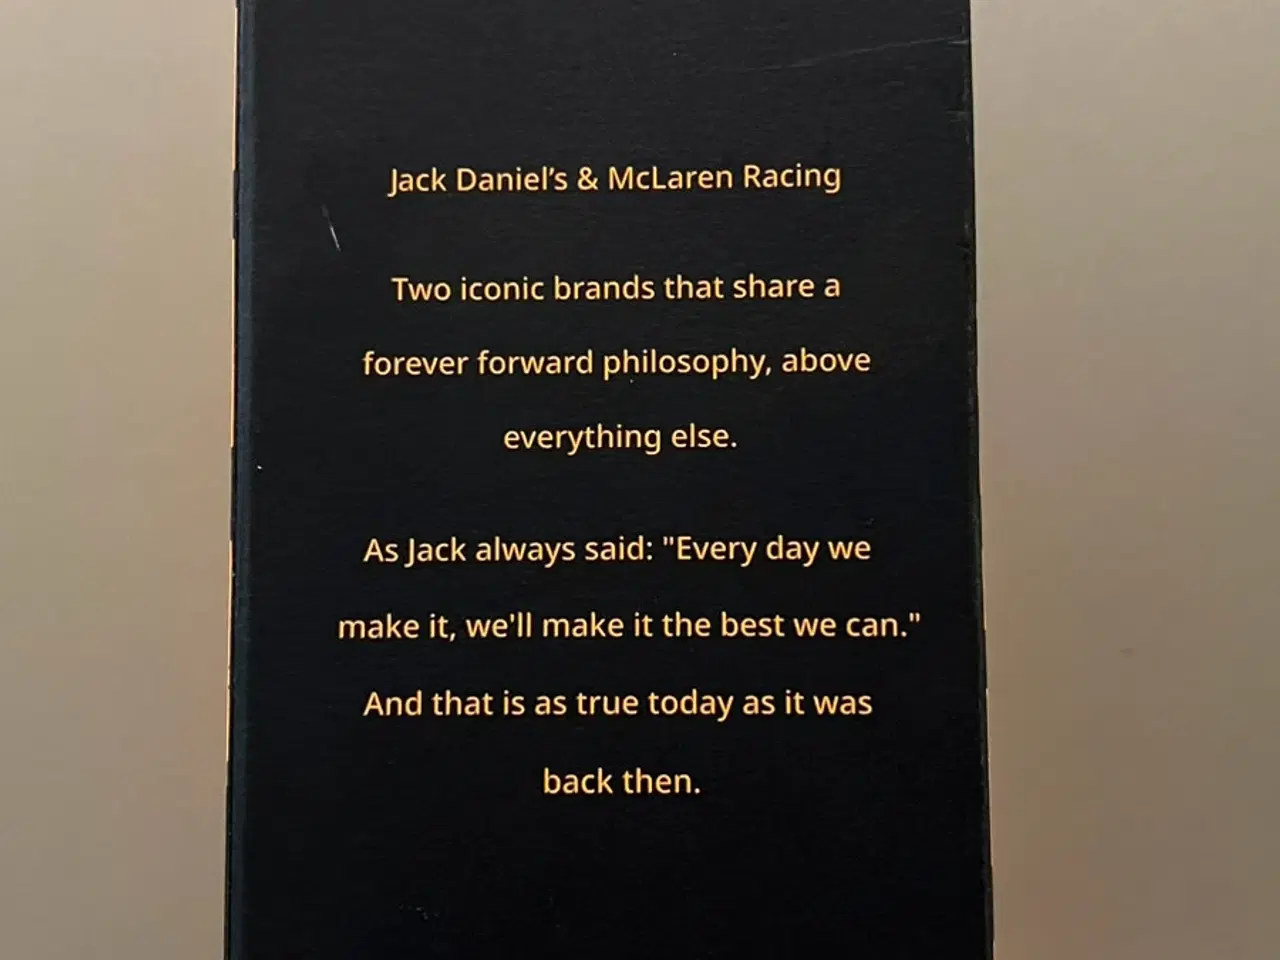 Jack Daniel’s & McLaren Racing
Two iconic brands that share a
forever forward philosophy, above
everything else.
As Jack always said: "Every day we
make it, we'll make it the best we can."
And that is as true today as it was
back then.